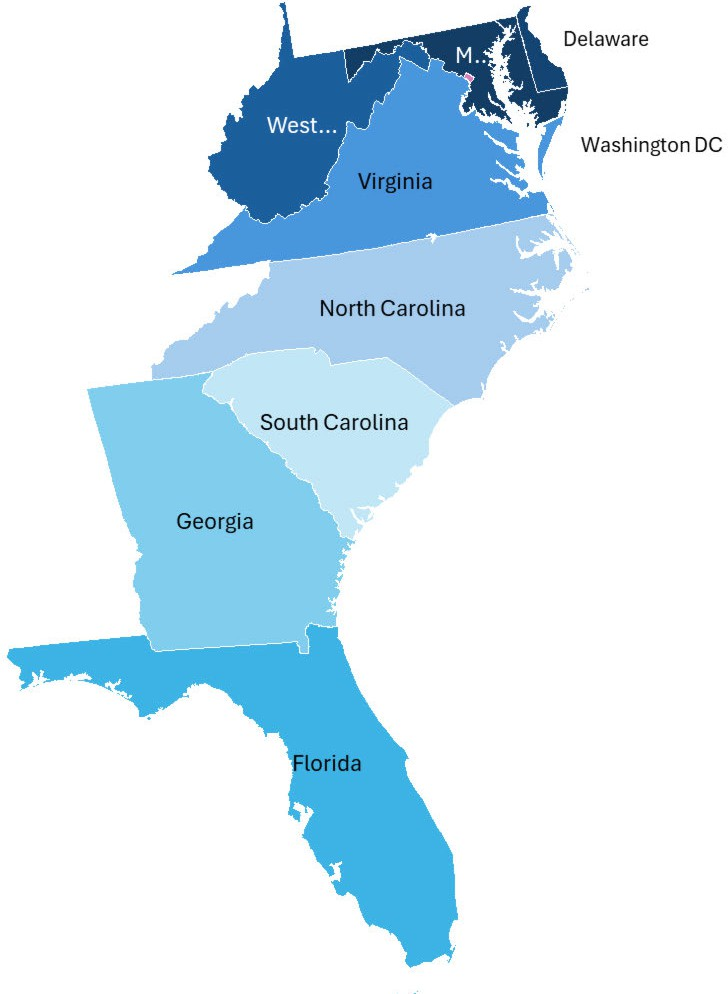 Delaware
M...
West...
Washington DC
Virginia
North Carolina
South Carolina
Georgia
Florida